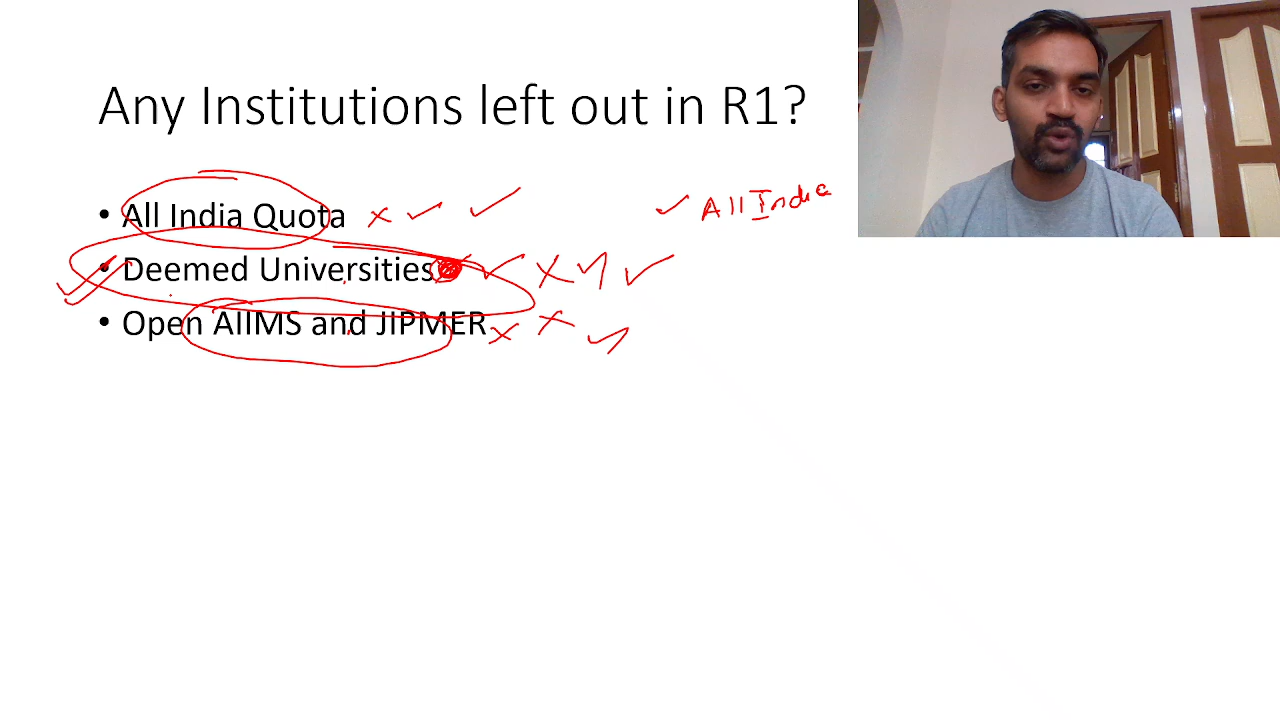 Any Institutions left out in R1?
• All India Quota
All India
• Deemed Universities
• Open AIIMS and JIPMER